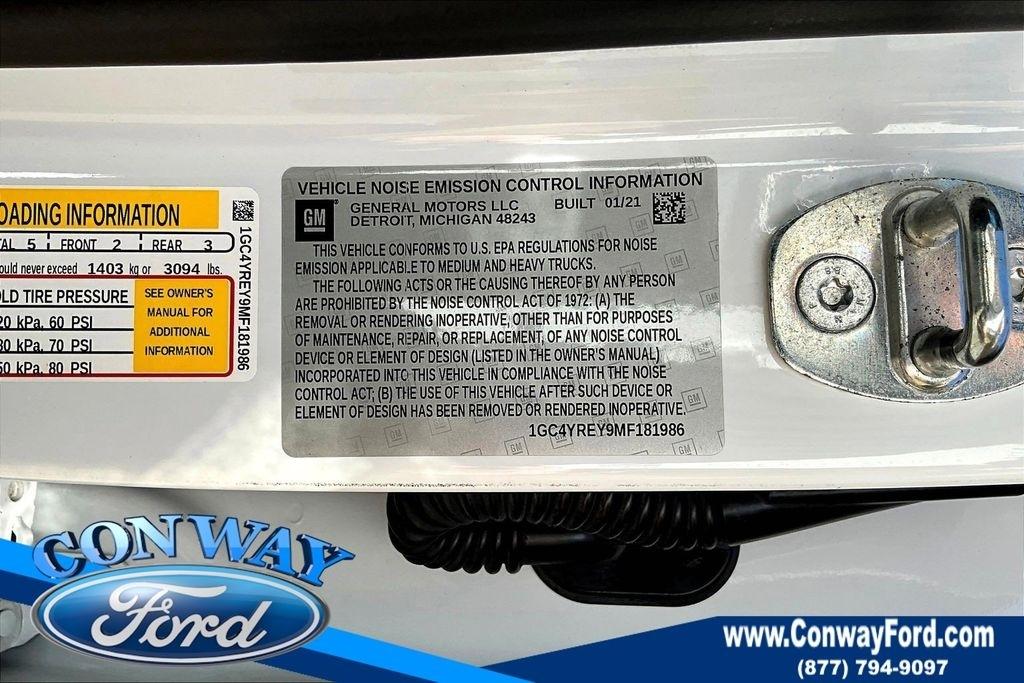 OADING INFORMATION
TAL 5 FRONT 2 REAR 3
ould never exceed 1403 kg or 3094 lbs.
OLD TIRE PRESSURE
20 kPa, 60 PSI
80 kPa, 70 PSI
50 kPa, 80 PSI
SEE OWNER'S
MANUAL FOR
ADDITIONAL
INFORMATION
1GC4YREY9MF181986
VEHICLE NOISE EMISSION CONTROL INFORMATION
GM
GENERAL MOTORS LLC BUILT 01/21
DETROIT, MICHIGAN 48243
THIS VEHICLE CONFORMS TO U.S. EPA REGULATIONS FOR NOISE
EMISSION APPLICABLE TO MEDIUM AND HEAVY TRUCKS.
THE FOLLOWING ACTS OR THE CAUSING THEREOF BY ANY PERSON
ARE PROHIBITED BY THE NOISE CONTROL ACT OF 1972: (A) THE
REMOVAL OR RENDERING INOPERATIVE, OTHER THAN FOR PURPOSES
OF MAINTENANCE, REPAIR, OR REPLACEMENT, OF ANY NOISE CONTROL
DEVICE OR ELEMENT OF DESIGN (LISTED IN THE OWNER'S MANUAL)
INCORPORATED INTO THIS VEHICLE IN COMPLIANCE WITH THE NOISE
CONTROL ACT; (B) THE USE OF THIS VEHICLE AFTER SUCH DEVICE OR
ELEMENT OF DESIGN HAS BEEN REMOVED OR RENDERED INOPERATIVE.
1GC4YREY9MF181986
CONWAY
Ford
www.ConwayFord.com
(877) 794-9097